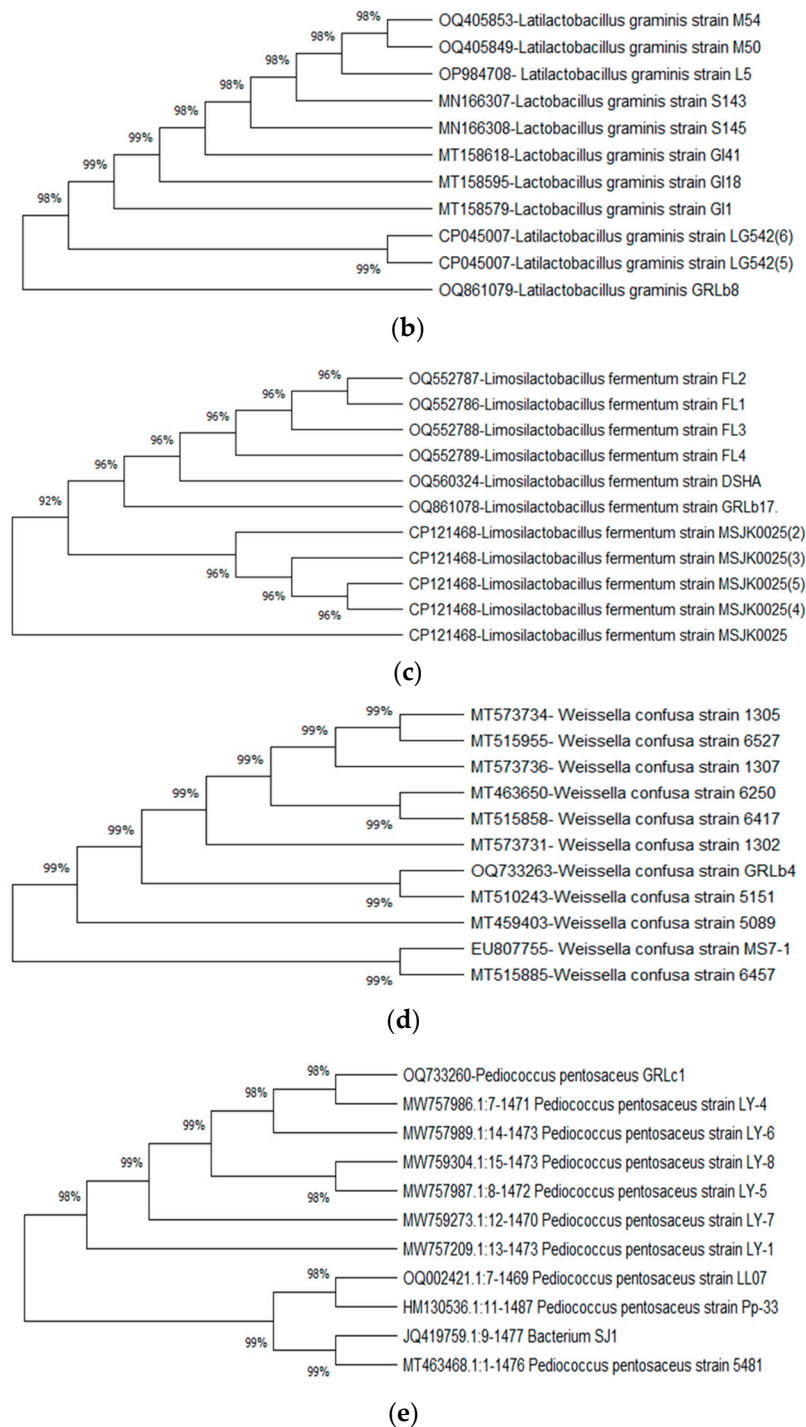 98%
OQ405853-Latilactobacillus graminis strain M54
98%
OQ405849-Latilactobacillus graminis strain M50
98%
OP984708- Latilactobacillus graminis strain L5
98%
MN166307-Lactobacillus graminis strain S143
99%
MN166308-Lactobacillus graminis strain S145
99%
MT158618-Lactobacillus graminis strain GI41
99%
MT158595-Lactobacillus graminis strain GI18
98%
MT158579-Lactobacillus graminis strain GI1
CP045007-Latilactobacillus graminis strain LG542(6)
99%
CP045007-Latilactobacillus graminis strain LG542(5)
OQ861079-Latilactobacillus graminis GRLb8
(b)
96%
OQ552787-Limosilactobacillus fermentum strain FL2
96%
OQ552786-Limosilactobacillus fermentum strain FL1
96%
OQ552788-Limosilactobacillus fermentum strain FL3
96%
OQ552789-Limosilactobacillus fermentum strain FL4
96%
OQ560324-Limosilactobacillus fermentum strain DSHA
92%
OQ861078-Limosilactobacillus fermentum strain GRLb17.
CP121468-Limosilactobacillus fermentum strain MSJK0025(2)
96%
CP121468-Limosilactobacillus fermentum strain MSJK0025(3)
96%
CP121468-Limosilactobacillus fermentum strain MSJK0025(5)
96%
CP121468-Limosilactobacillus fermentum strain MSJK0025(4)
CP121468-Limosilactobacillus fermentum strain MSJK0025
(c)
99%
MT573734- Weissella confusa strain 1305
99%
MT515955- Weissella confusa strain 6527
99%
MT573736- Weissella confusa strain 1307
99%
MT463650-Weissella confusa strain 6250
99%
MT515858- Weissella confusa strain 6417
99%
MT573731- Weissella confusa strain 1302
99%
OQ733263-Weissella confusa strain GRLb4
99%
MT510243-Weissella confusa strain 5151
MT459403-Weissella confusa strain 5089
EU807755- Weissella confusa strain MS7-1
99%
MT515885-Weissella confusa strain 6457
(d)
98%
OQ733260-Pediococcus pentosaceus GRLc1
98%
MW757986.1:7-1471 Pediococcus pentosaceus strain LY-4
99%
MW757989.1:14-1473 Pediococcus pentosaceus strain LY-6
99%
MW759304.1:15-1473 Pediococcus pentosaceus strain LY-8
98%
MW757987.1:8-1472 Pediococcus pentosaceus strain LY-5
98%
MW759273.1:12-1470 Pediococcus pentosaceus strain LY-7
MW757209.1:13-1473 Pediococcus pentosaceus strain LY-1
98%
OQ002421.1:7-1469 Pediococcus pentosaceus strain LL07
HM130536.1:11-1487 Pediococcus pentosaceus strain Pp-33
99%
JQ419759.1:9-1477 Bacterium SJ1
99%
MT463468.1:1-1476 Pediococcus pentosaceus strain 5481
(e)